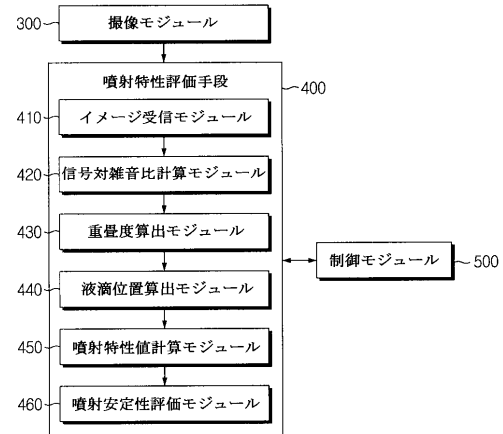 300
撮像モジュール
噴射特性評価手段
400
410
イメージ受信モジュール
420
信号対雑音比計算モジュール
430
重畳度算出モジュール
440
液滴位置算出モジュール
450
噴射特性値計算モジュール
460
噴射安定性評価モジュール
制御モジュール
500